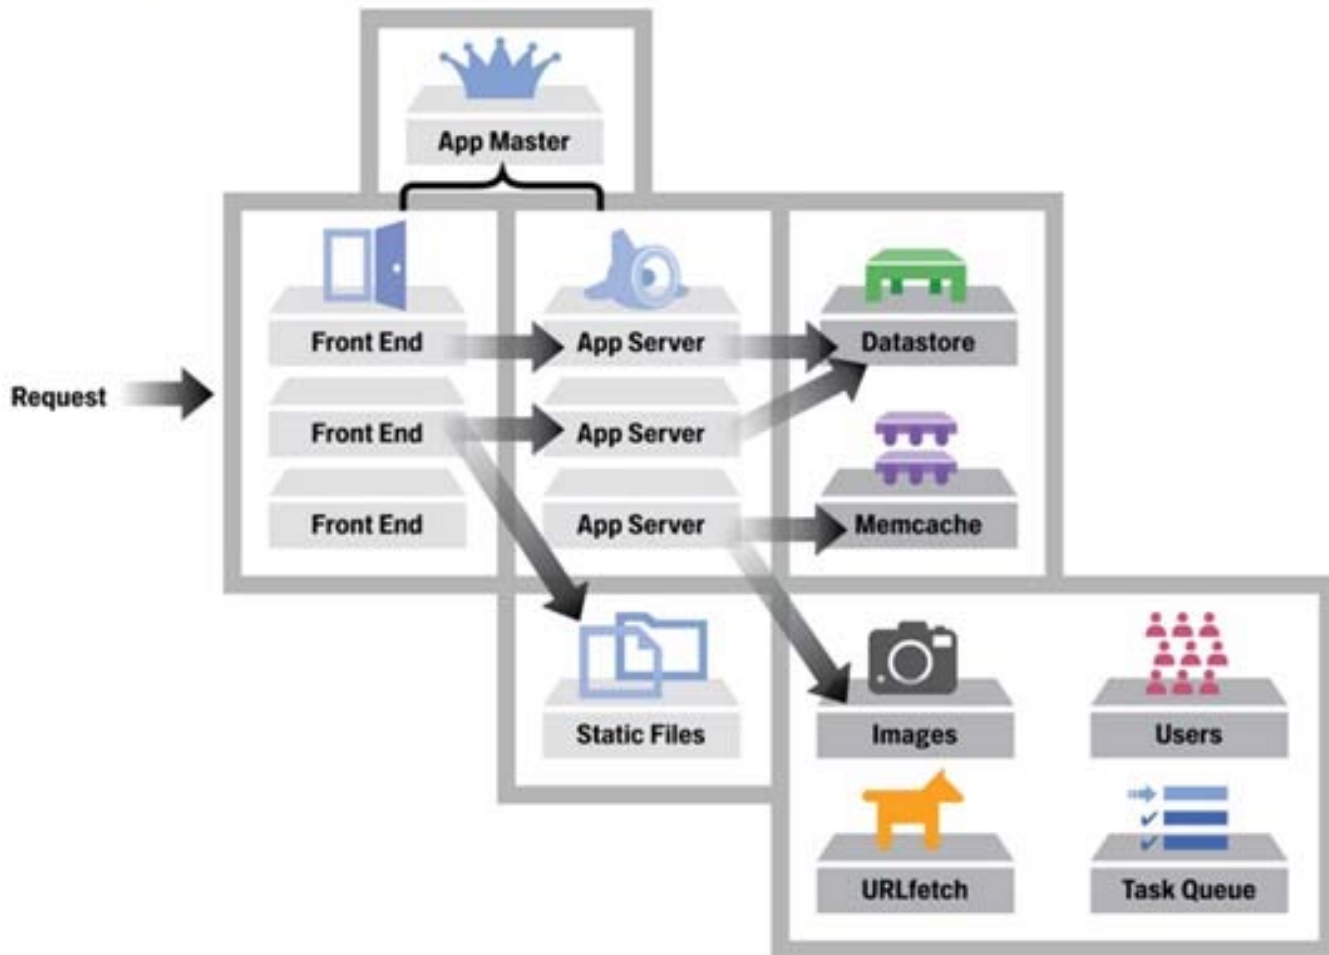 App Master
Front End
App Server
Datastore
Request
Front End
App Server
Front End
App Server
Memcache
Static Files
Images
Users
URLfetch
Task Queue